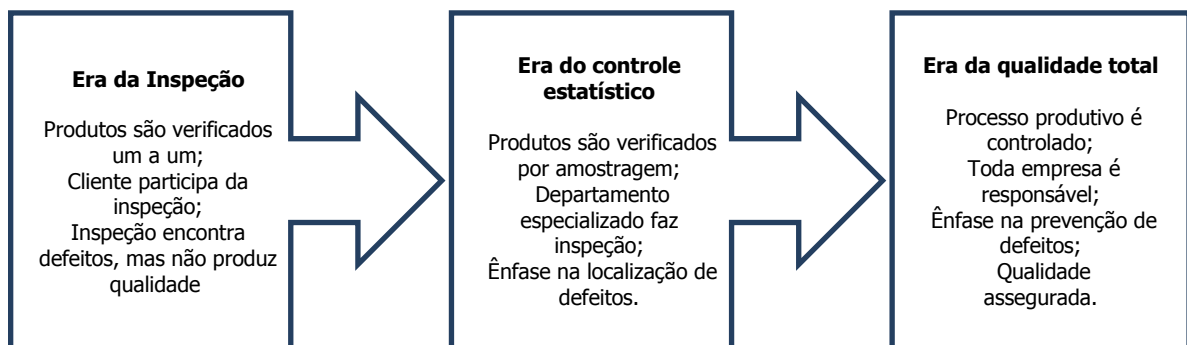 Era da Inspeção
Produtos são verificados
um a um;
Cliente participa da
inspeção;
Inspeção encontra
defeitos, mas não produz
qualidade
Era do controle
estatístico
Produtos são verificados
por amostragem;
Departamento
especializado faz
inspeção;
Ênfase na localização de
defeitos.
Era da qualidade total
Processo produtivo é
controlado;
Toda empresa é
responsável;
Ênfase na prevenção de
defeitos;
Qualidade
assegurada.